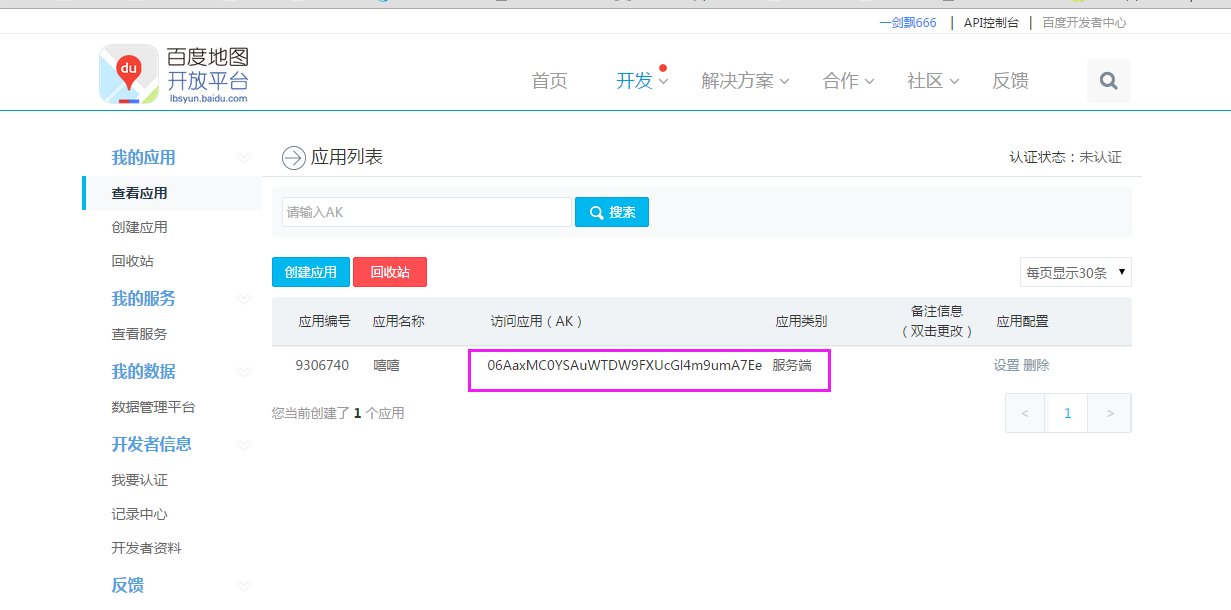 一剑飘666 | API控制台 | 百度开发者中心
du 百度地图
开放平台
lbsyun.baidu.com
首页 开发 解决方案 合作 社区 反馈
我的应用
查看应用
创建应用
回收站
我的服务
查看服务
我的数据
数据管理平台
开发者信息
我要认证
记录中心
开发者资料
反馈
应用列表 认证状态：未认证
请输入AK 搜索
创建应用 回收站 每页显示30条
应用编号 应用名称 访问应用（AK） 应用类别 备注信息（双击更改） 应用配置
9306740 嘻嘻 06AaxMC0YSAuWTDW9FXUcGI4m9umA7Ee 服务端 设置 删除
您当前创建了 1 个应用
< 1 >